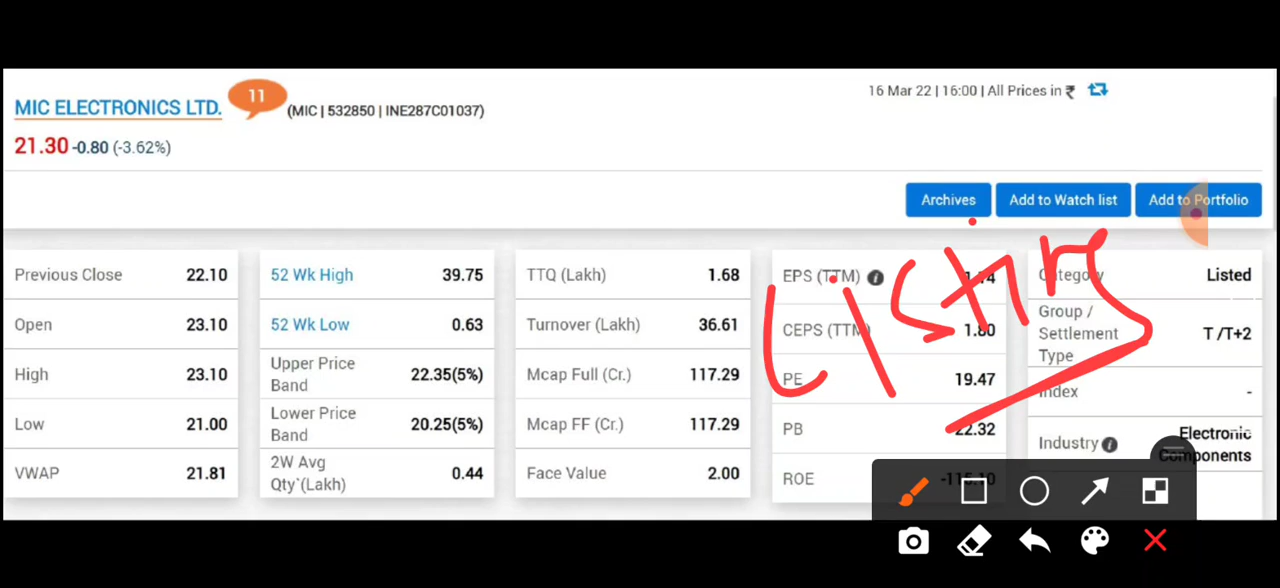 16 Mar 22 | 16:00 | All Prices in ₹
MIC ELECTRONICS LTD. 11 (MIC | 532850 | INE287C01037)
21.30 -0.80 (-3.62%)
Archives Add to Watch list Add to Portfolio
Previous Close 22.10
Open 23.10
High 23.10
Low 21.00
VWAP 21.81
52 Wk High 39.75
52 Wk Low 0.63
Upper Price
Band 22.35(5%)
Lower Price
Band 20.25(5%)
2W Avg
Qty*(Lakh) 0.44
TTQ (Lakh) 1.68
Turnover (Lakh) 36.61
Mcap Full (Cr.) 117.29
Mcap FF (Cr.) 117.29
Face Value 2.00
EPS (TTM)
CEPS (TTM) 1.80
PE 19.47
PB 22.32
ROE
Category Listed
Group /
Settlement
Type T /T+2
Index -
Industry Electronic
Components